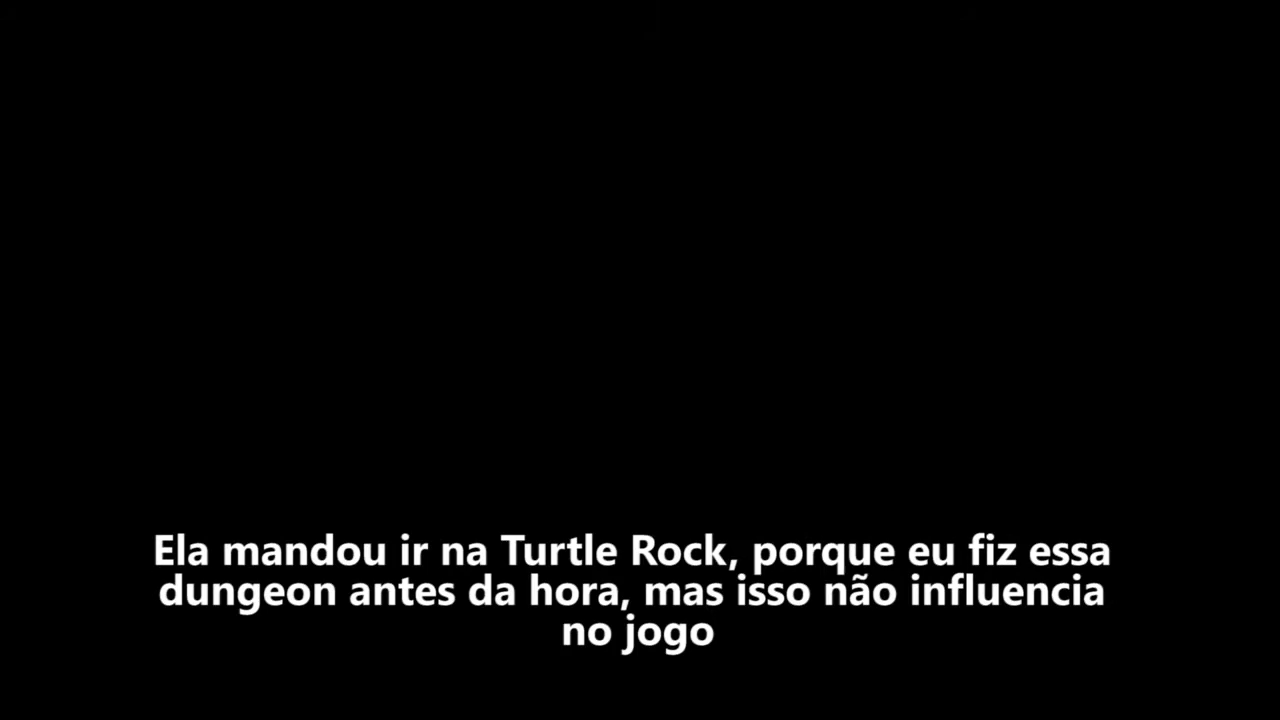 Ela mandou ir na Turtle Rock, porque eu fiz essa
dungeon antes da hora, mas isso não influencia
no jogo